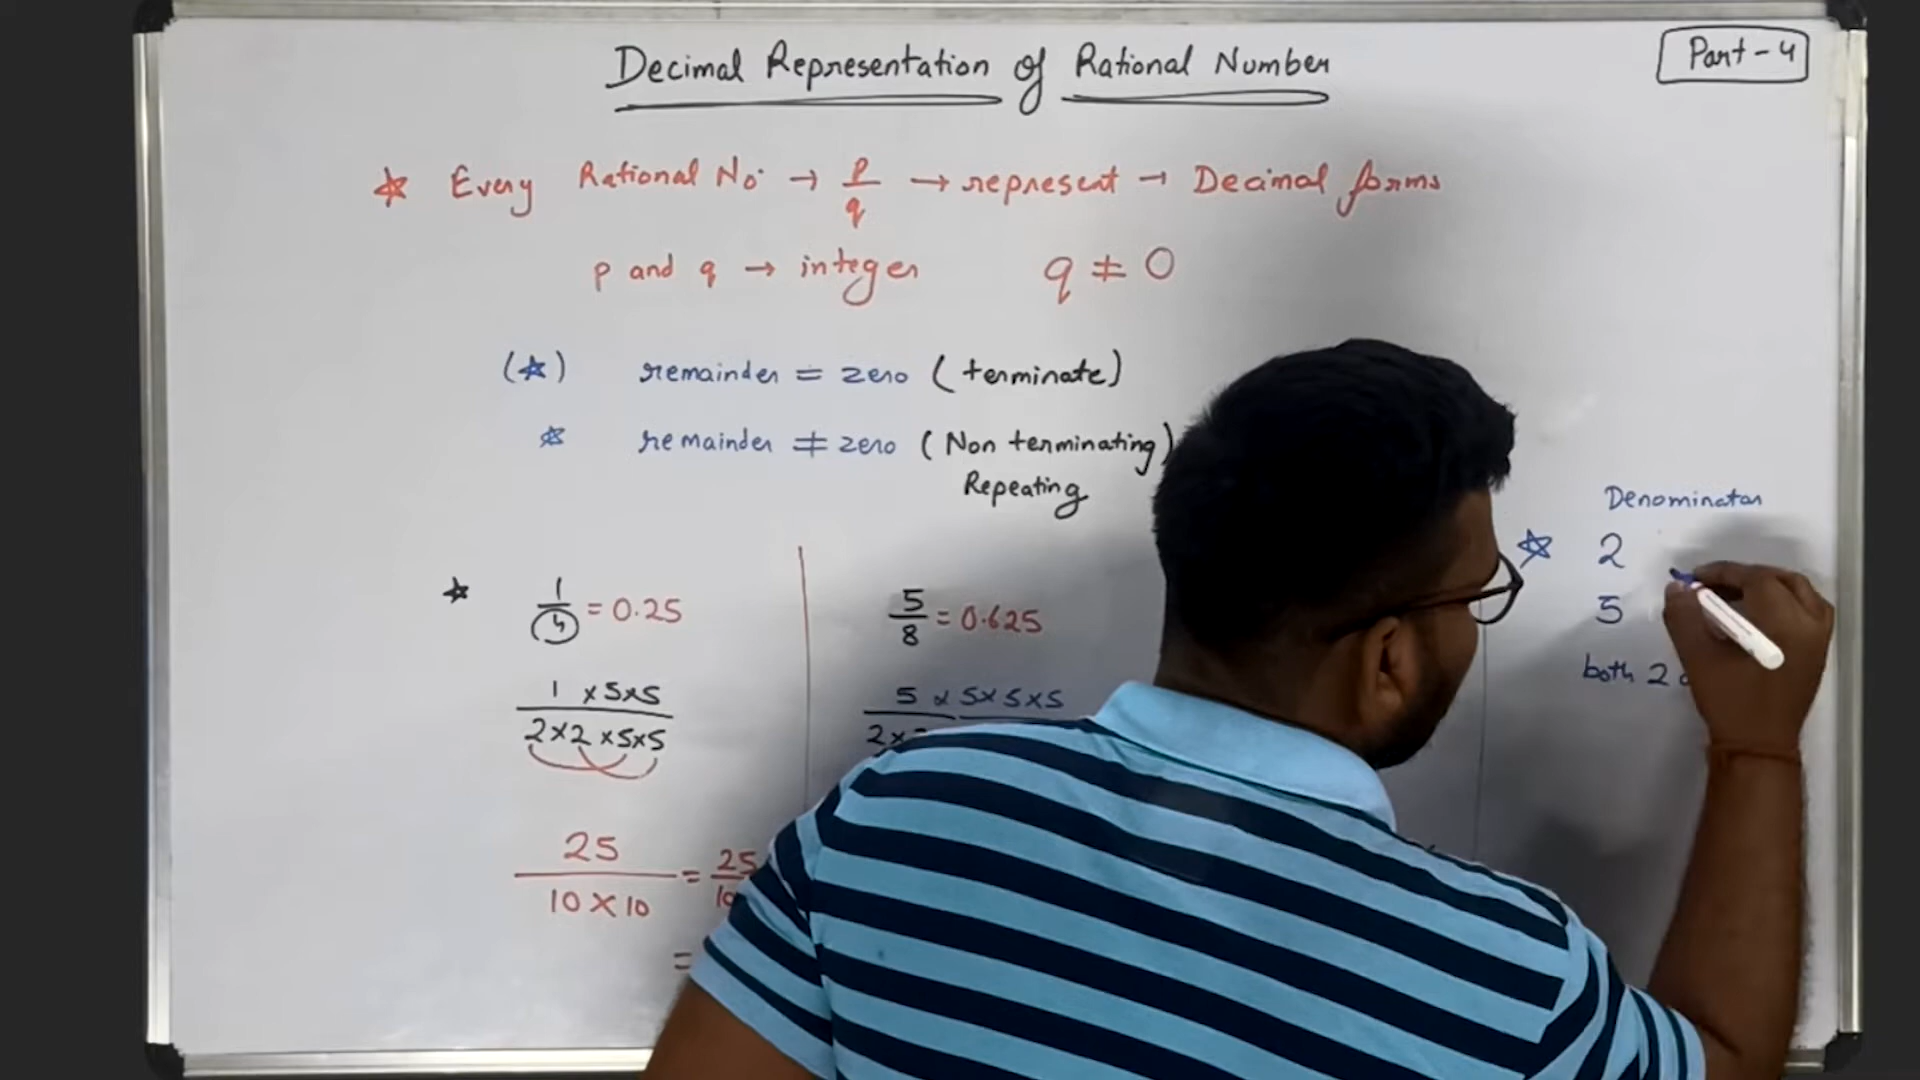 Decimal Representation of Rational Number
Part-4
☆ Every Rational No. → p/q → represent → Decimal forms
p and q → integer q ≠ 0
(☆) remainder = zero (terminate)
☆ remainder ≠ zero (Non terminating)
Repeating
Denominator
☆ 2
5
both 2
☆ 1/4 = 0.25
5/8 = 0.625
1 × 5×5
2×2 ×5×5
5 × 5×5×5
2×
25
10 × 10
= 25
=